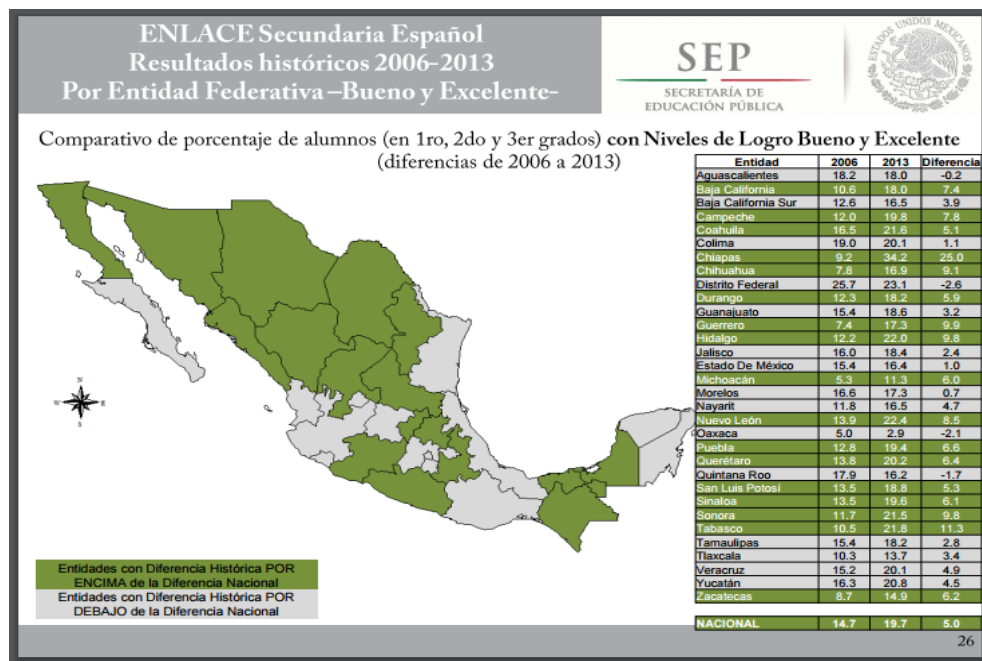 ENLACE Secundaria Español
Resultados históricos 2006-2013
Por Entidad Federativa –Bueno y Excelente-
SEP
SECRETARÍA DE
EDUCACIÓN PÚBLICA
ESTADOS UNIDOS MEXICANOS
Comparativo de porcentaje de alumnos (en 1ro, 2do y 3er grados) con Niveles de Logro Bueno y Excelente
(diferencias de 2006 a 2013)
Entidad 2006 2013 Diferencia
Aguascalientes 18.2 18.0 -0.2
Baja California 10.6 18.0 7.4
Baja California Sur 12.6 16.5 3.9
Campeche 12.0 19.8 7.8
Coahuila 16.5 21.6 5.1
Colima 19.0 20.1 1.1
Chiapas 9.2 34.2 25.0
Chihuahua 7.8 16.9 9.1
Distrito Federal 25.7 23.1 -2.6
Durango 12.3 18.2 5.9
Guanajuato 15.4 18.6 3.2
Guerrero 7.4 17.3 9.9
Hidalgo 12.2 22.0 9.8
Jalisco 16.0 18.4 2.4
Estado De México 15.4 16.4 1.0
Michoacán 5.3 11.3 6.0
Morelos 16.6 17.3 0.7
Nayarit 11.8 16.5 4.7
Nuevo León 13.9 22.4 8.5
Oaxaca 5.0 2.9 -2.1
Puebla 12.8 19.4 6.6
Querétaro 13.8 20.2 6.4
Quintana Roo 17.9 16.2 -1.7
San Luis Potosí 13.5 18.8 5.3
Sinaloa 13.5 19.6 6.1
Sonora 11.7 21.5 9.8
Tabasco 10.5 21.8 11.3
Tamaulipas 15.4 18.2 2.8
Tlaxcala 10.3 13.7 3.4
Veracruz 15.2 20.1 4.9
Yucatán 16.3 20.8 4.5
Zacatecas 8.7 14.9 6.2
NACIONAL 14.7 19.7 5.0
N
W E
S
Entidades con Diferencia Histórica POR
ENCIMA de la Diferencia Nacional
Entidades con Diferencia Histórica POR
DEBAJO de la Diferencia Nacional
26